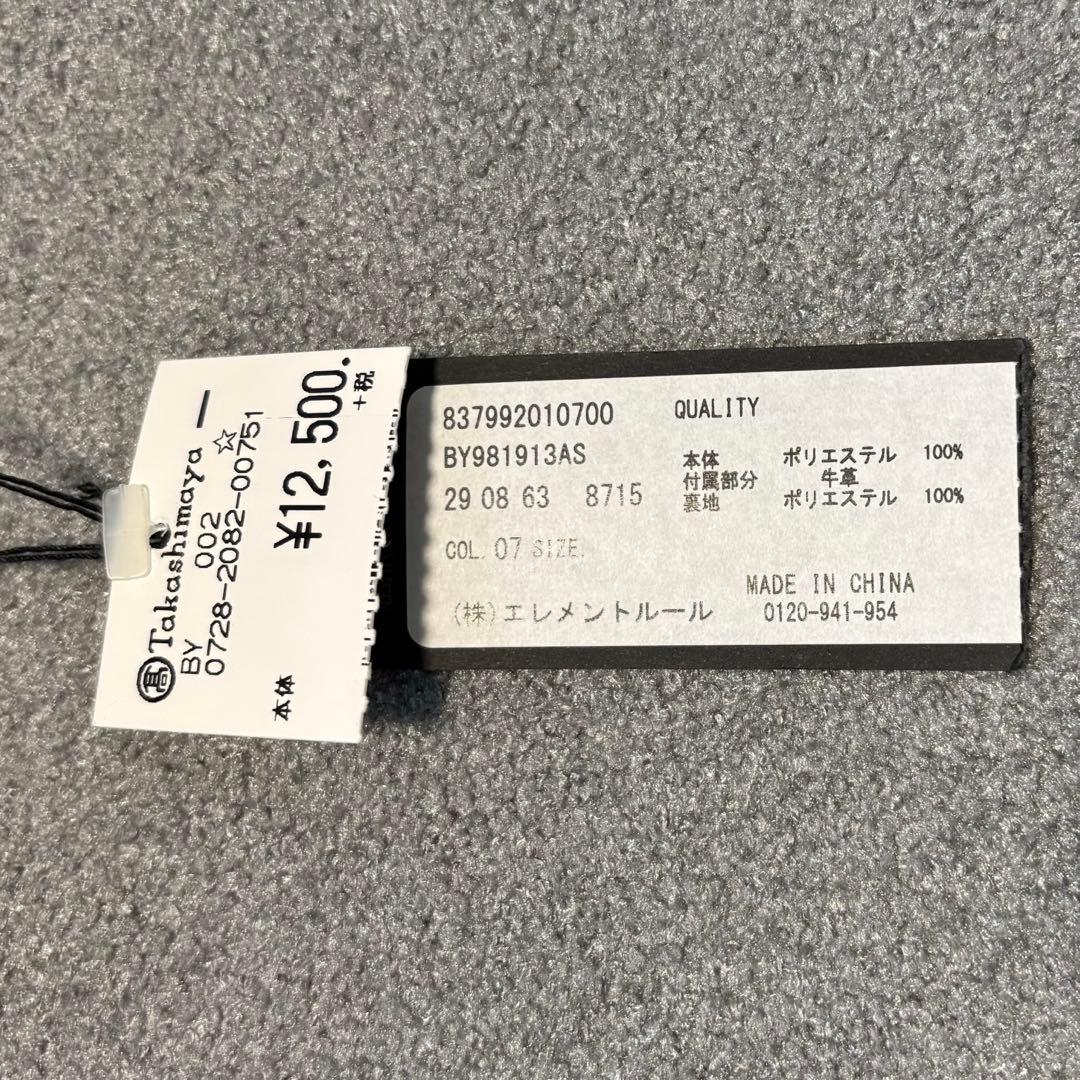 高 Takashimaya
BY 002 ☆
0728-2082-00751
本体 ¥12,500.
+税
837992010700
BY981913AS
29 08 63 8715
COL. 07 SIZE.
(株)エレメントルール
QUALITY
本体 ポリエステル 100%
付属部分 牛革
裏地 ポリエステル 100%
MADE IN CHINA
0120-941-954